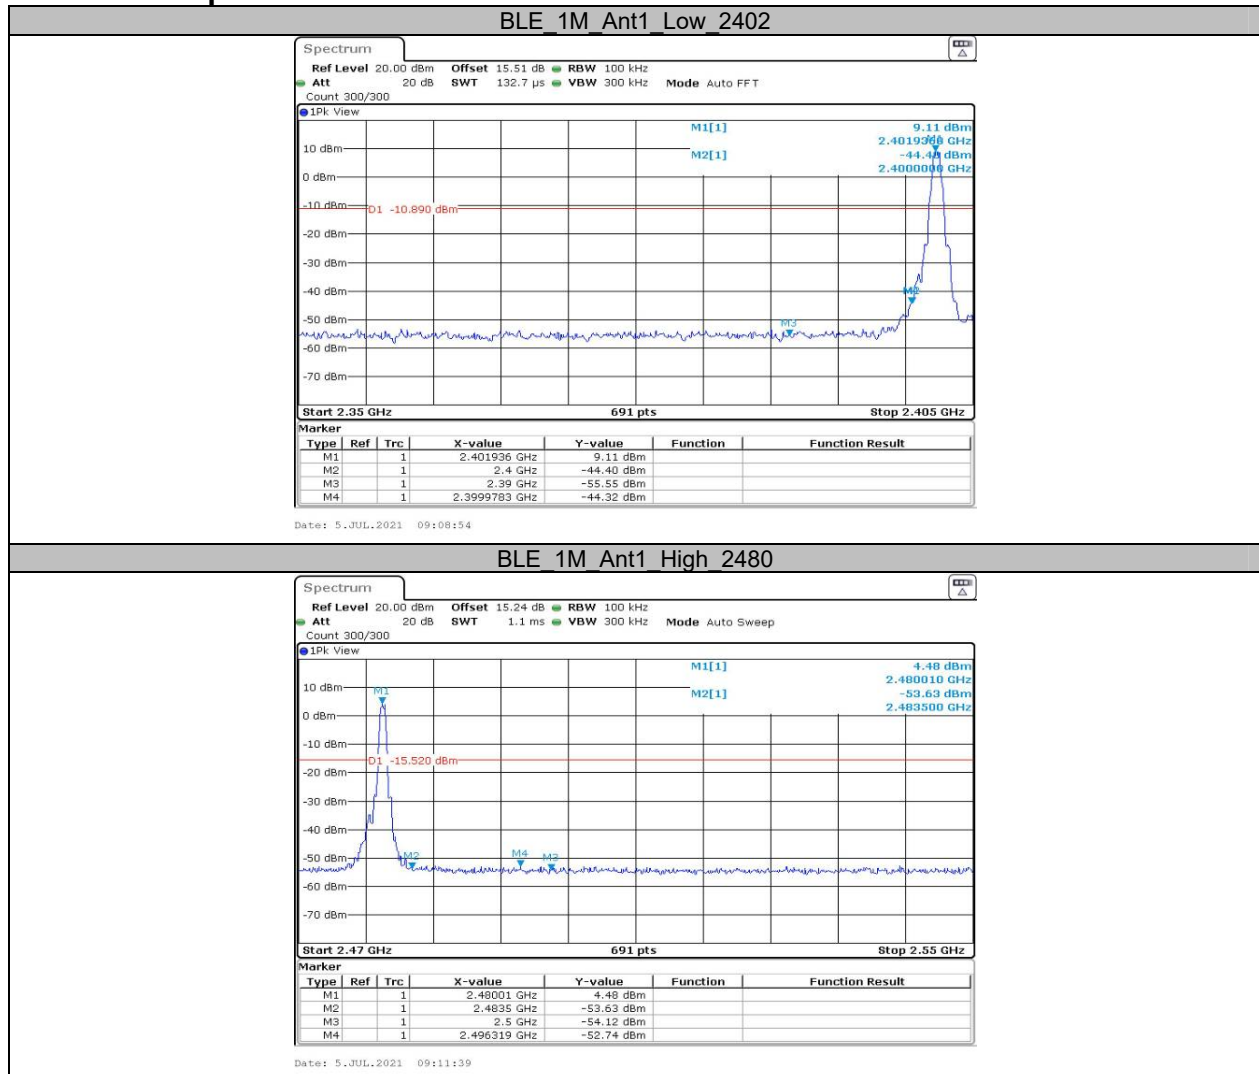 BLE_1M_Ant1_Low_2402
Spectrum
Ref Level 20.00 dBm Offset 15.51 dB RBW 100 kHz
Att 20 dB SWT 132.7 µs VBW 300 kHz Mode Auto FFT
Count 300/300
1Pk View
M1[1] 9.11 dBm
2.4019360 GHz
10 dBm
M2[1] -44.40 dBm
2.4000000 GHz
0 dBm
-10 dBm
D1 -10.890 dBm
-20 dBm
-30 dBm
-40 dBm
M2
-50 dBm
M3
-60 dBm
-70 dBm
Start 2.35 GHz 691 pts Stop 2.405 GHz
Marker
Type Ref Trc X-value Y-value Function Function Result
M1 1 2.401936 GHz 9.11 dBm
M2 1 2.4 GHz -44.40 dBm
M3 1 2.39 GHz -55.55 dBm
M4 1 2.3999783 GHz -44.32 dBm
Date: 5.JUL.2021 09:08:54
BLE_1M_Ant1_High_2480
Spectrum
Ref Level 20.00 dBm Offset 15.24 dB RBW 100 kHz
Att 20 dB SWT 1.1 ms VBW 300 kHz Mode Auto Sweep
Count 300/300
1Pk View
M1[1] 4.48 dBm
2.480010 GHz
10 dBm
M1
M2[1] -53.63 dBm
2.483500 GHz
0 dBm
-10 dBm
D1 -15.520 dBm
-20 dBm
-30 dBm
-40 dBm
-50 dBm
M2 M4 M3
-60 dBm
-70 dBm
Start 2.47 GHz 691 pts Stop 2.55 GHz
Marker
Type Ref Trc X-value Y-value Function Function Result
M1 1 2.48001 GHz 4.48 dBm
M2 1 2.4835 GHz -53.63 dBm
M3 1 2.5 GHz -54.12 dBm
M4 1 2.496319 GHz -52.74 dBm
Date: 5.JUL.2021 09:11:39